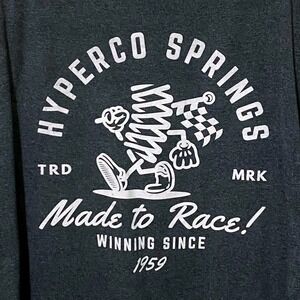 HYPERCO SPRINGS
TRD MRK
Made to Race!
WINNING SINCE
1959